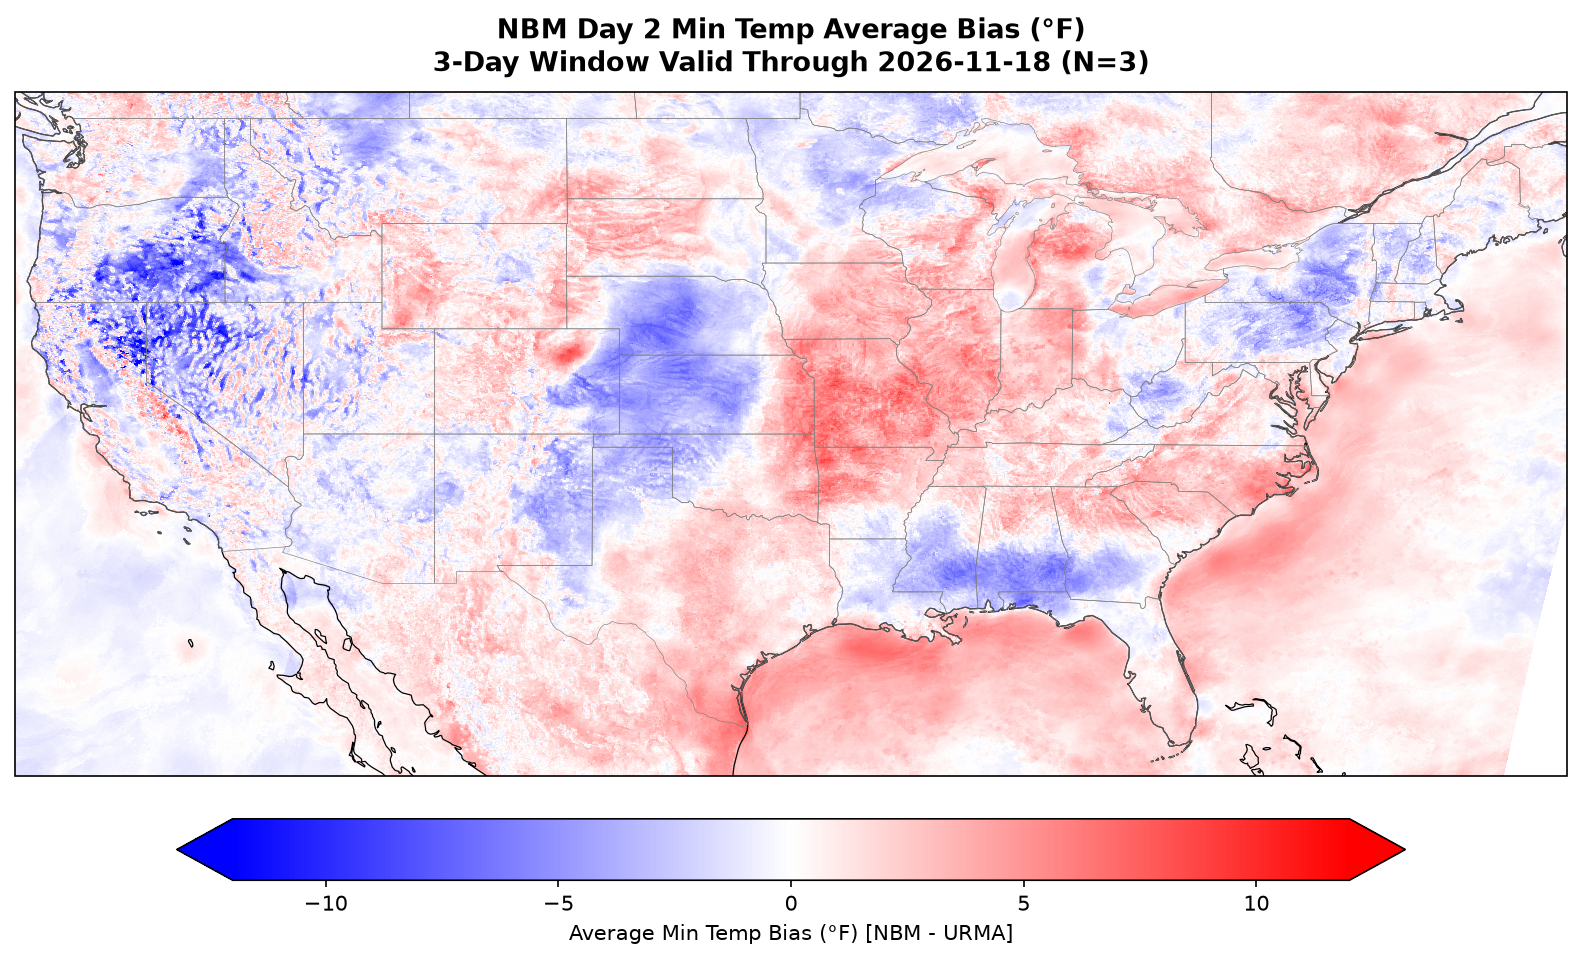 NBM Day 2 Min Temp Average Bias (°F)
3-Day Window Valid Through 2026-11-18 (N=3)
−10 −5 0 5 10
Average Min Temp Bias (°F) [NBM - URMA]